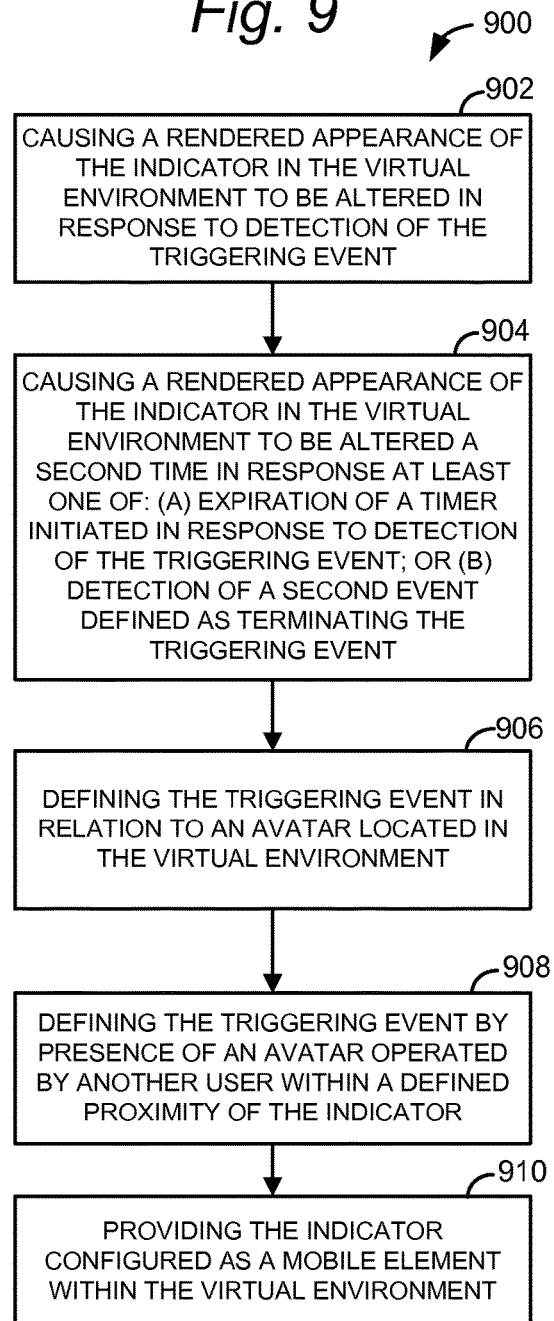 Fig. 9
900
902
CAUSING A RENDERED APPEARANCE OF
THE INDICATOR IN THE VIRTUAL
ENVIRONMENT TO BE ALTERED IN
RESPONSE TO DETECTION OF THE
TRIGGERING EVENT
904
CAUSING A RENDERED APPEARANCE OF
THE INDICATOR IN THE VIRTUAL
ENVIRONMENT TO BE ALTERED A
SECOND TIME IN RESPONSE AT LEAST
ONE OF: (A) EXPIRATION OF A TIMER
INITIATED IN RESPONSE TO DETECTION
OF THE TRIGGERING EVENT; OR (B)
DETECTION OF A SECOND EVENT
DEFINED AS TERMINATING THE
TRIGGERING EVENT
906
DEFINING THE TRIGGERING EVENT IN
RELATION TO AN AVATAR LOCATED IN
THE VIRTUAL ENVIRONMENT
908
DEFINING THE TRIGGERING EVENT BY
PRESENCE OF AN AVATAR OPERATED
BY ANOTHER USER WITHIN A DEFINED
PROXIMITY OF THE INDICATOR
910
PROVIDING THE INDICATOR
CONFIGURED AS A MOBILE ELEMENT
WITHIN THE VIRTUAL ENVIRONMENT